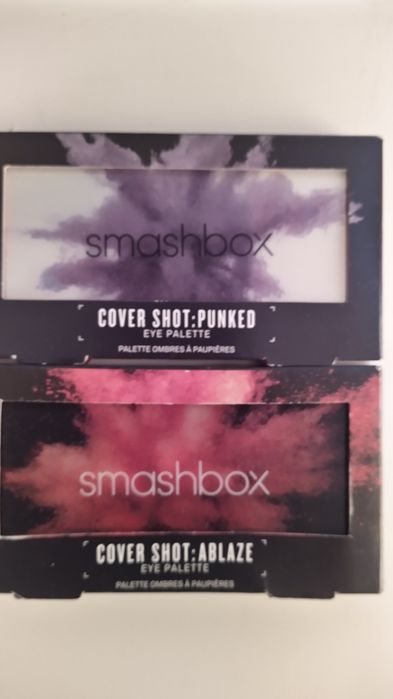 smashbox
COVER SHOT:PUNKED
EYE PALETTE
PALETTE OMBRES À PAUPIÈRES
smashbox
COVER SHOT:ABLAZE
EYE PALETTE
PALETTE OMBRES À PAUPIÈRES